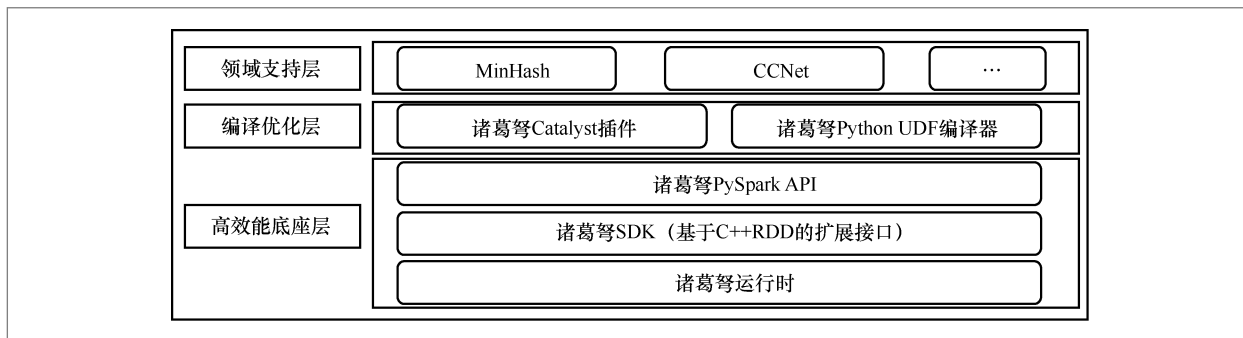 领域支持层
MinHash
CCNet
…
编译优化层
诸葛弩Catalyst插件
诸葛弩Python UDF编译器
高效能底座层
诸葛弩PySpark API
诸葛弩SDK（基于C++RDD的扩展接口）
诸葛弩运行时